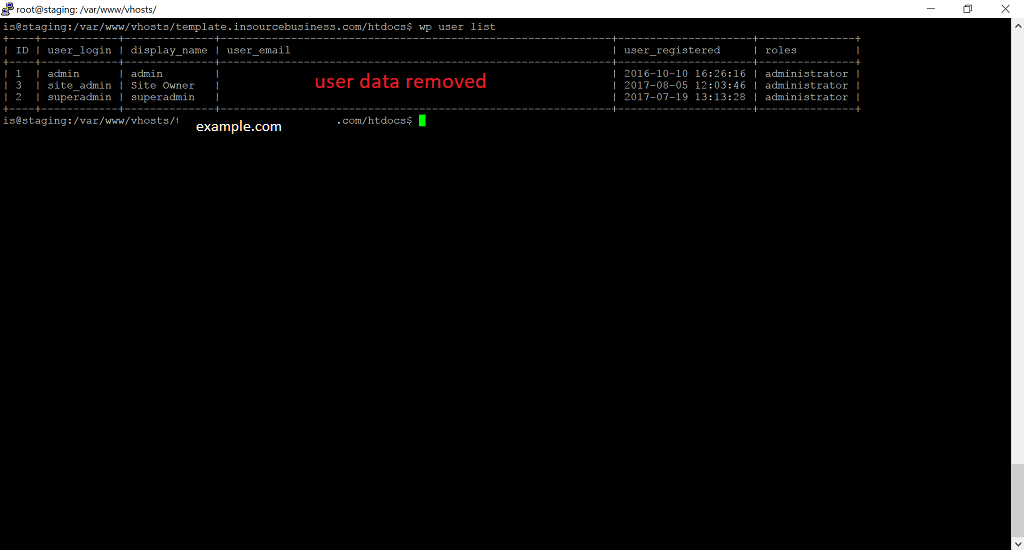 root@staging: /var/www/vhosts/
is@staging:/var/www/vhosts/template.insourcebusiness.com/htdocs$ wp user list
+----+------------+--------------+--------------------------------------------------------------+---------------------+---------------+
| ID | user_login | display_name | user_email | user_registered | roles |
+----+------------+--------------+--------------------------------------------------------------+---------------------+---------------+
| 1 | admin | admin | | 2016-10-10 16:26:16 | administrator |
| 3 | site_admin | Site Owner | user data removed | 2017-08-05 12:03:46 | administrator |
| 2 | superadmin | superadmin | | 2017-07-19 13:13:28 | administrator |
+----+------------+--------------+--------------------------------------------------------------+---------------------+---------------+
is@staging:/var/www/vhosts/ example.com .com/htdocs$